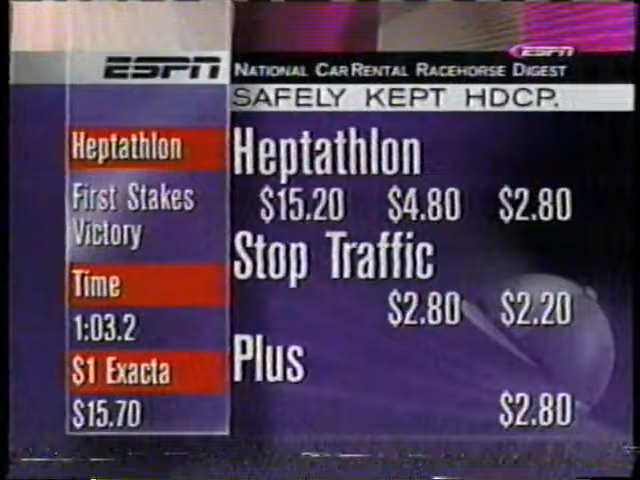 ESPN
ESPN NATIONAL CAR RENTAL RACEHORSE DIGEST
SAFELY KEPT HDCP.
Heptathlon
First Stakes
Victory
Time
1:03.2
$1 Exacta
$15.70
Heptathlon
$15.20 $4.80 $2.80
Stop Traffic
$2.80 $2.20
Plus
$2.80